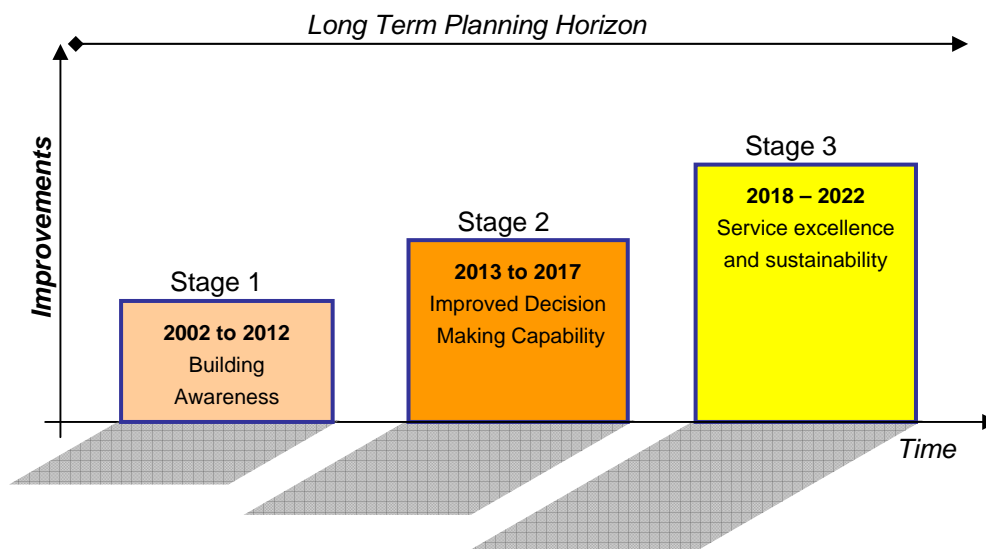 Long Term Planning Horizon
Improvements
Stage 1
2002 to 2012
Building
Awareness
Stage 2
2013 to 2017
Improved Decision
Making Capability
Stage 3
2018 – 2022
Service excellence
and sustainability
Time